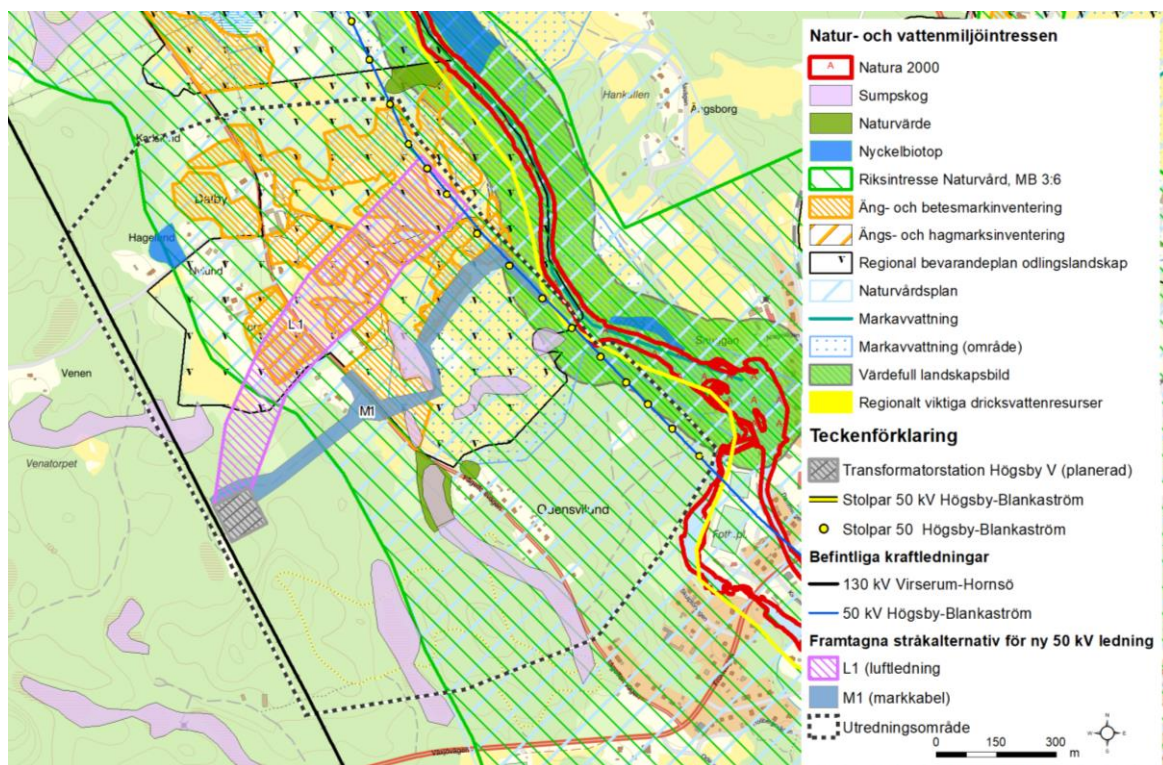 Hankullen
Ängsborg
Dalby
Hagelund
L1
Venen
M1
Venatorpet
Natur- och vattenmiljöintressen
A Natura 2000
Sumpskog
Naturvärde
Nyckelbiotop
Riksintresse Naturvård, MB 3:6
Äng- och betesmarkinventering
Ängs- och hagmarksinventering
v Regional bevarandeplan odlingslandskap
Naturvårdsplan
Markavvattning
Markavvattning (område)
Värdefull landskapsbild
Regionalt viktiga dricksvattenresurser
Teckenförklaring
Transformatorstation Högsby V (planerad)
Stolpar 50 kV Högsby-Blankaström
Stolpar 50 Högsby-Blankaström
Befintliga kraftledningar
130 kV Virserum-Hornsö
50 kV Högsby-Blankaström
Framtagna stråkalternativ för ny 50 kV ledning
L1 (luftledning)
M1 (markkabel)
Utredningsområde
N
W E
S
0 150 300
m